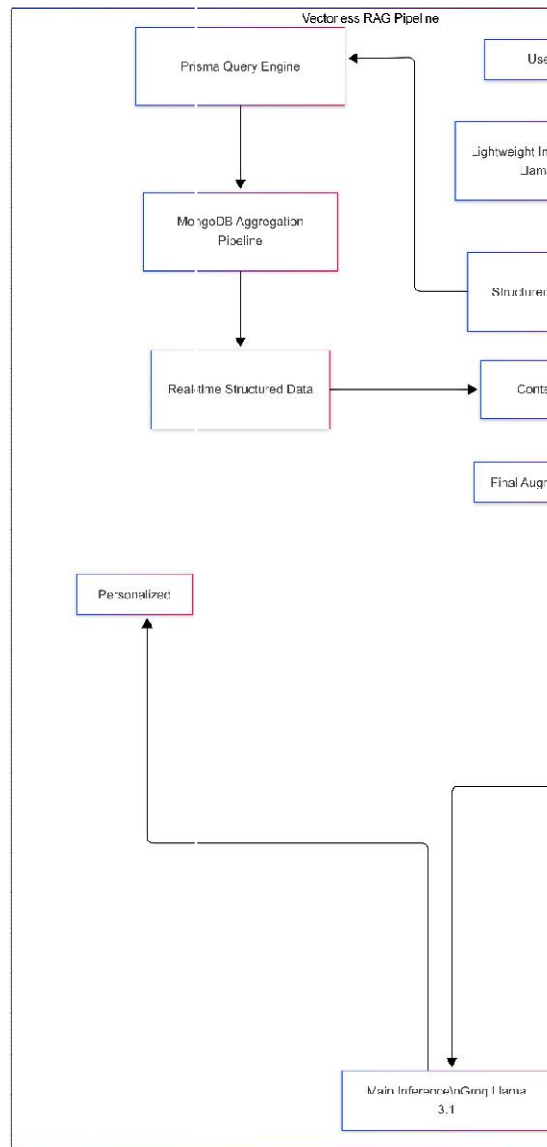 Vectorless RAG Pipeline
Prisma Query Engine
Use
Lightweight In
Llama
MongoDB Aggregation
Pipeline
Structured
Real-time Structured Data
Conte
Final Augr
Personalized
Main Inference\nGroq Llama
3.1